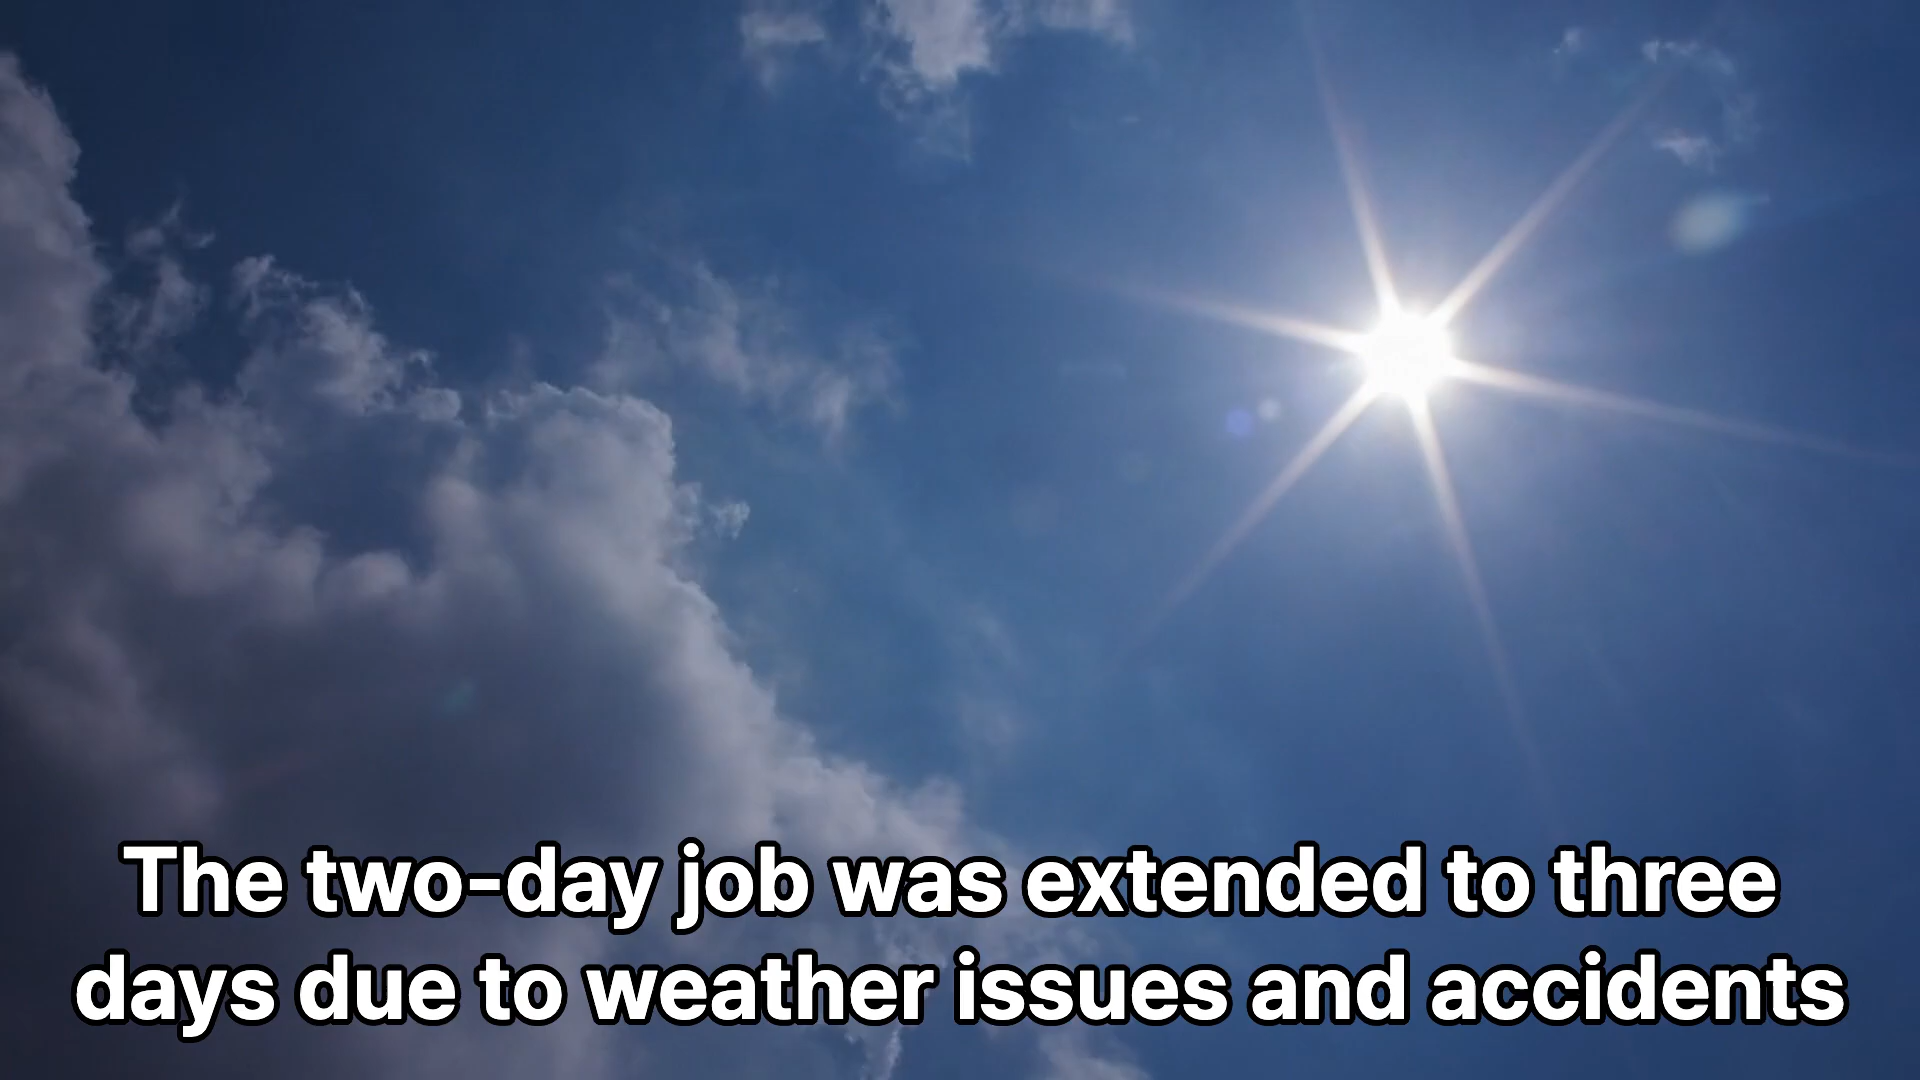 The two-day job was extended to three
days due to weather issues and accidents